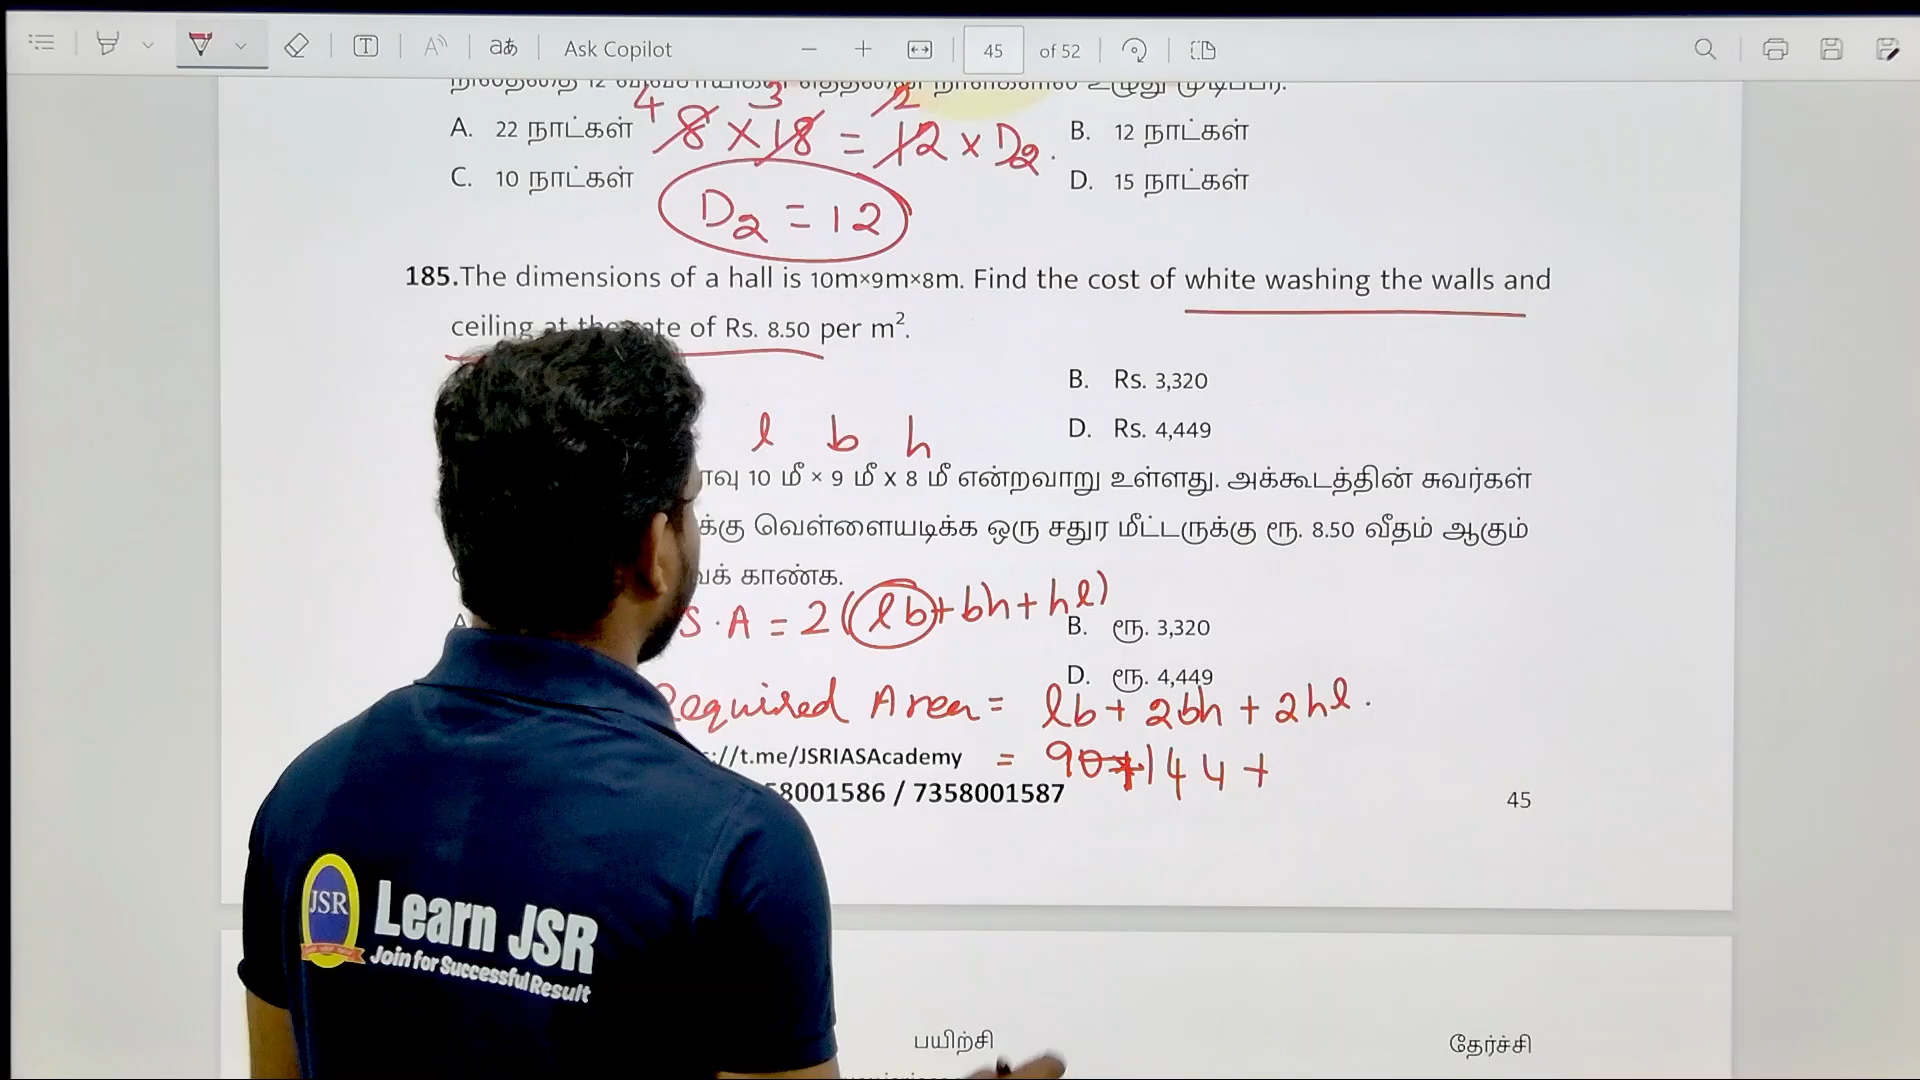 Ask Copilot 45 of 52
4 3 2
A. 22 நாட்கள் 8 × 18 = 12 × D2. B. 12 நாட்கள்
C. 10 நாட்கள் D. 15 நாட்கள்
D2 = 12
185.The dimensions of a hall is 10m×9m×8m. Find the cost of white washing the walls and
ceiling at the rate of Rs. 8.50 per m².
B. Rs. 3,320
l b h D. Rs. 4,449
10 மீ × 9 மீ x 8 மீ என்றவாறு உள்ளது. அக்கூடத்தின் சுவர்கள்
வெள்ளையடிக்க ஒரு சதுர மீட்டருக்கு ரூ. 8.50 வீதம் ஆகும்
காண்க.
S.A = 2(lb+bh+hl)
B. ரூ. 3,320
D. ரூ. 4,449
Required Area = lb + 2bh + 2hl.
://t.me/JSRIASAcademy = 90+144+
58001586 / 7358001587 45
JSR Learn JSR
Join for Successful Result
பயிற்சி தேர்ச்சி